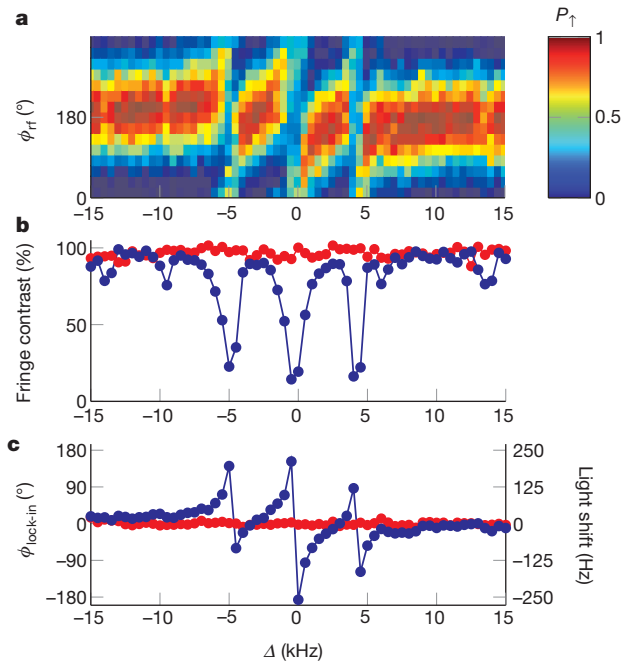 a
P↑
ϕrf (°)
180
0
−15 −10 −5 0 5 10 15
1
0.5
0
b
Fringe contrast (%)
100
50
0
−15 −10 −5 0 5 10 15
c
ϕlock-in (°)
180
90
0
−90
−180
250
125
0
−125
−250
Light shift (Hz)
−15 −10 −5 0 5 10 15
Δ (kHz)